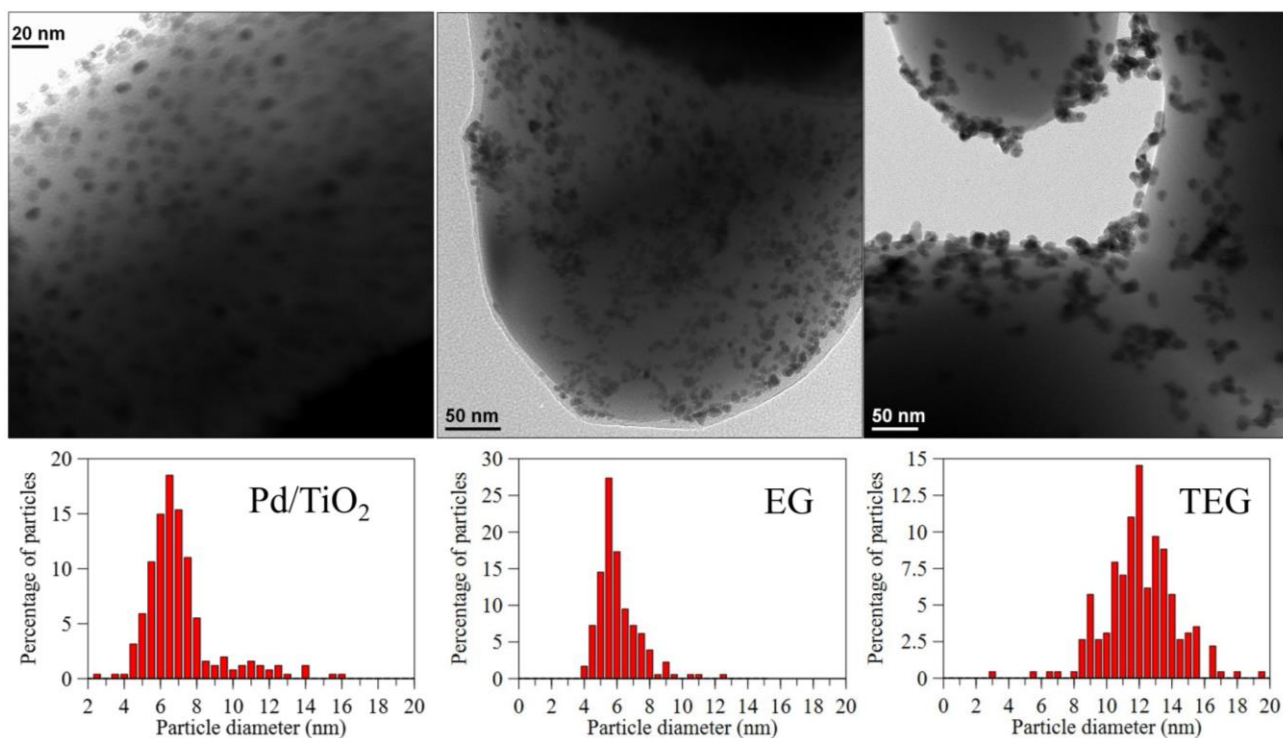 20 nm
50 nm
50 nm
Percentage of particles
20
15
10
5
0
Pd/TiO₂
2 4 6 8 10 12 14 16 18 20
Particle diameter (nm)
Percentage of particles
30
25
20
15
10
5
0
EG
0 2 4 6 8 10 12 14 16 18 20
Particle diameter (nm)
Percentage of particles
15
12.5
10
7.5
5
2.5
0
TEG
0 2 4 6 8 10 12 14 16 18 20
Particle diameter (nm)